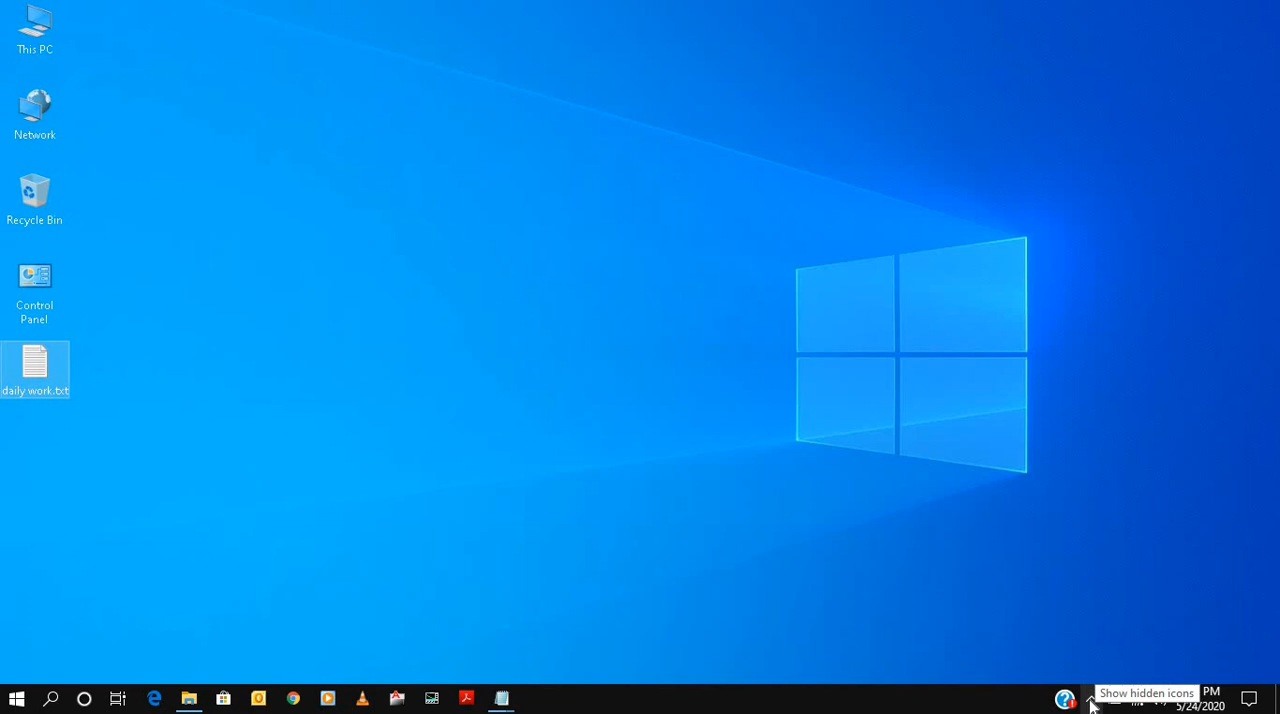 This PC
Network
Recycle Bin
Control
Panel
daily work.txt
Show hidden icons
PM
5/24/2020